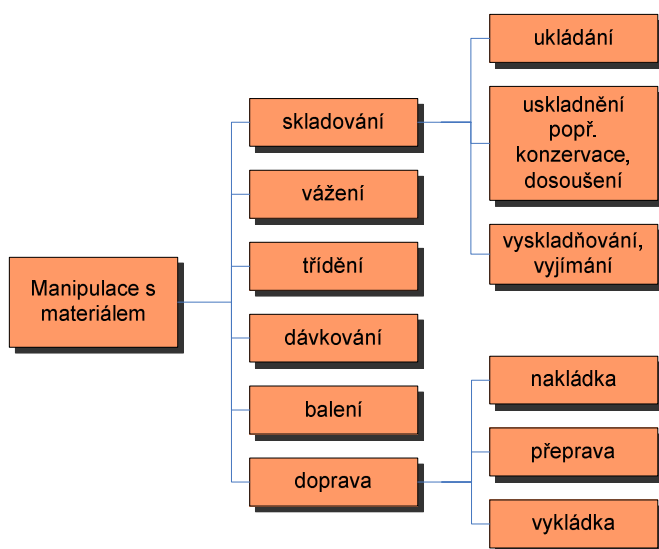 Manipulace s
materiálem
skladování
vážení
třídění
dávkování
balení
doprava
ukládání
uskladnění
popř.
konzervace,
dosoušení
vyskladňování,
vyjímání
nakládka
přeprava
vykládka